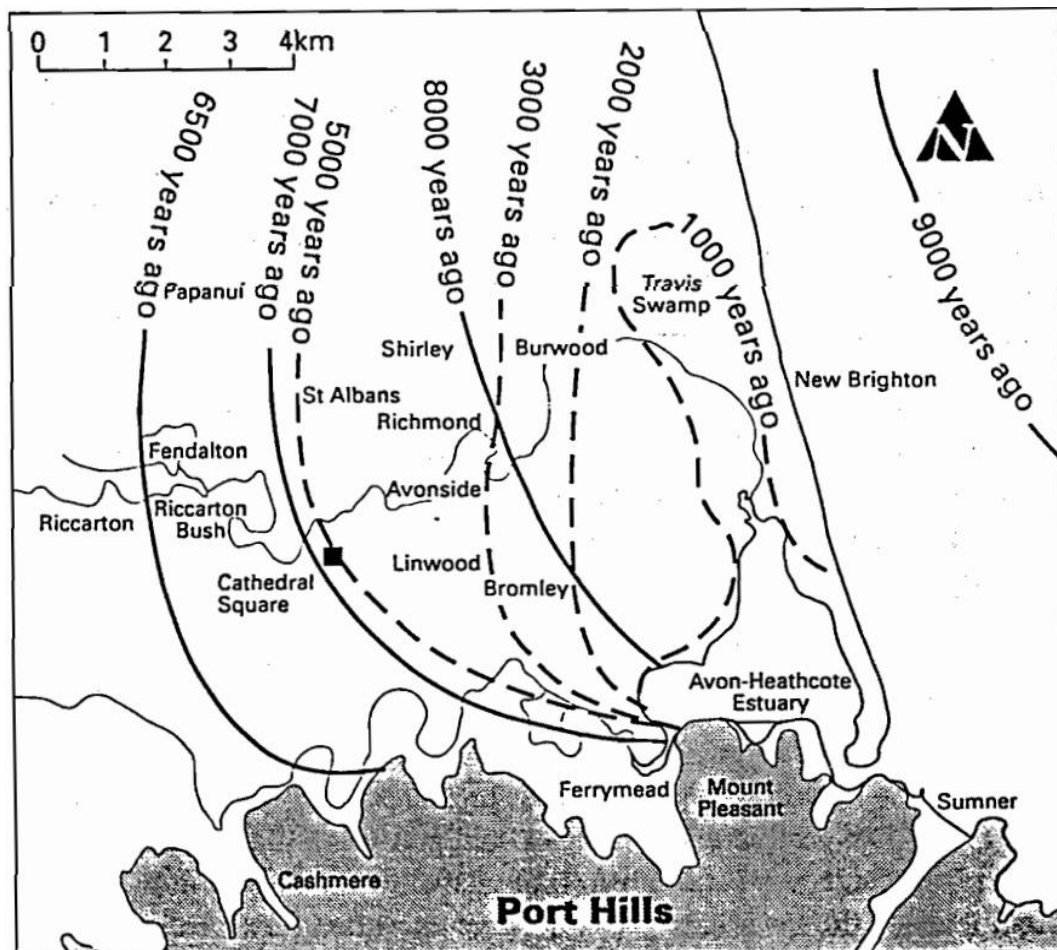 0 1 2 3 4km
6500 years ago
7000 years ago
5000 years ago
8000 years ago
3000 years ago
2000 years ago
1000 years ago
9000 years ago
N
Papanui
Travis
Swamp
Shirley
Burwood
New Brighton
St Albans
Richmond
Fendalton
Avonside
Riccarton
Riccarton
Bush
Linwood
Cathedral
Square
Bromley
Avon-Heathcote
Estuary
Ferrymead
Mount
Pleasant
Sumner
Cashmere
Port Hills